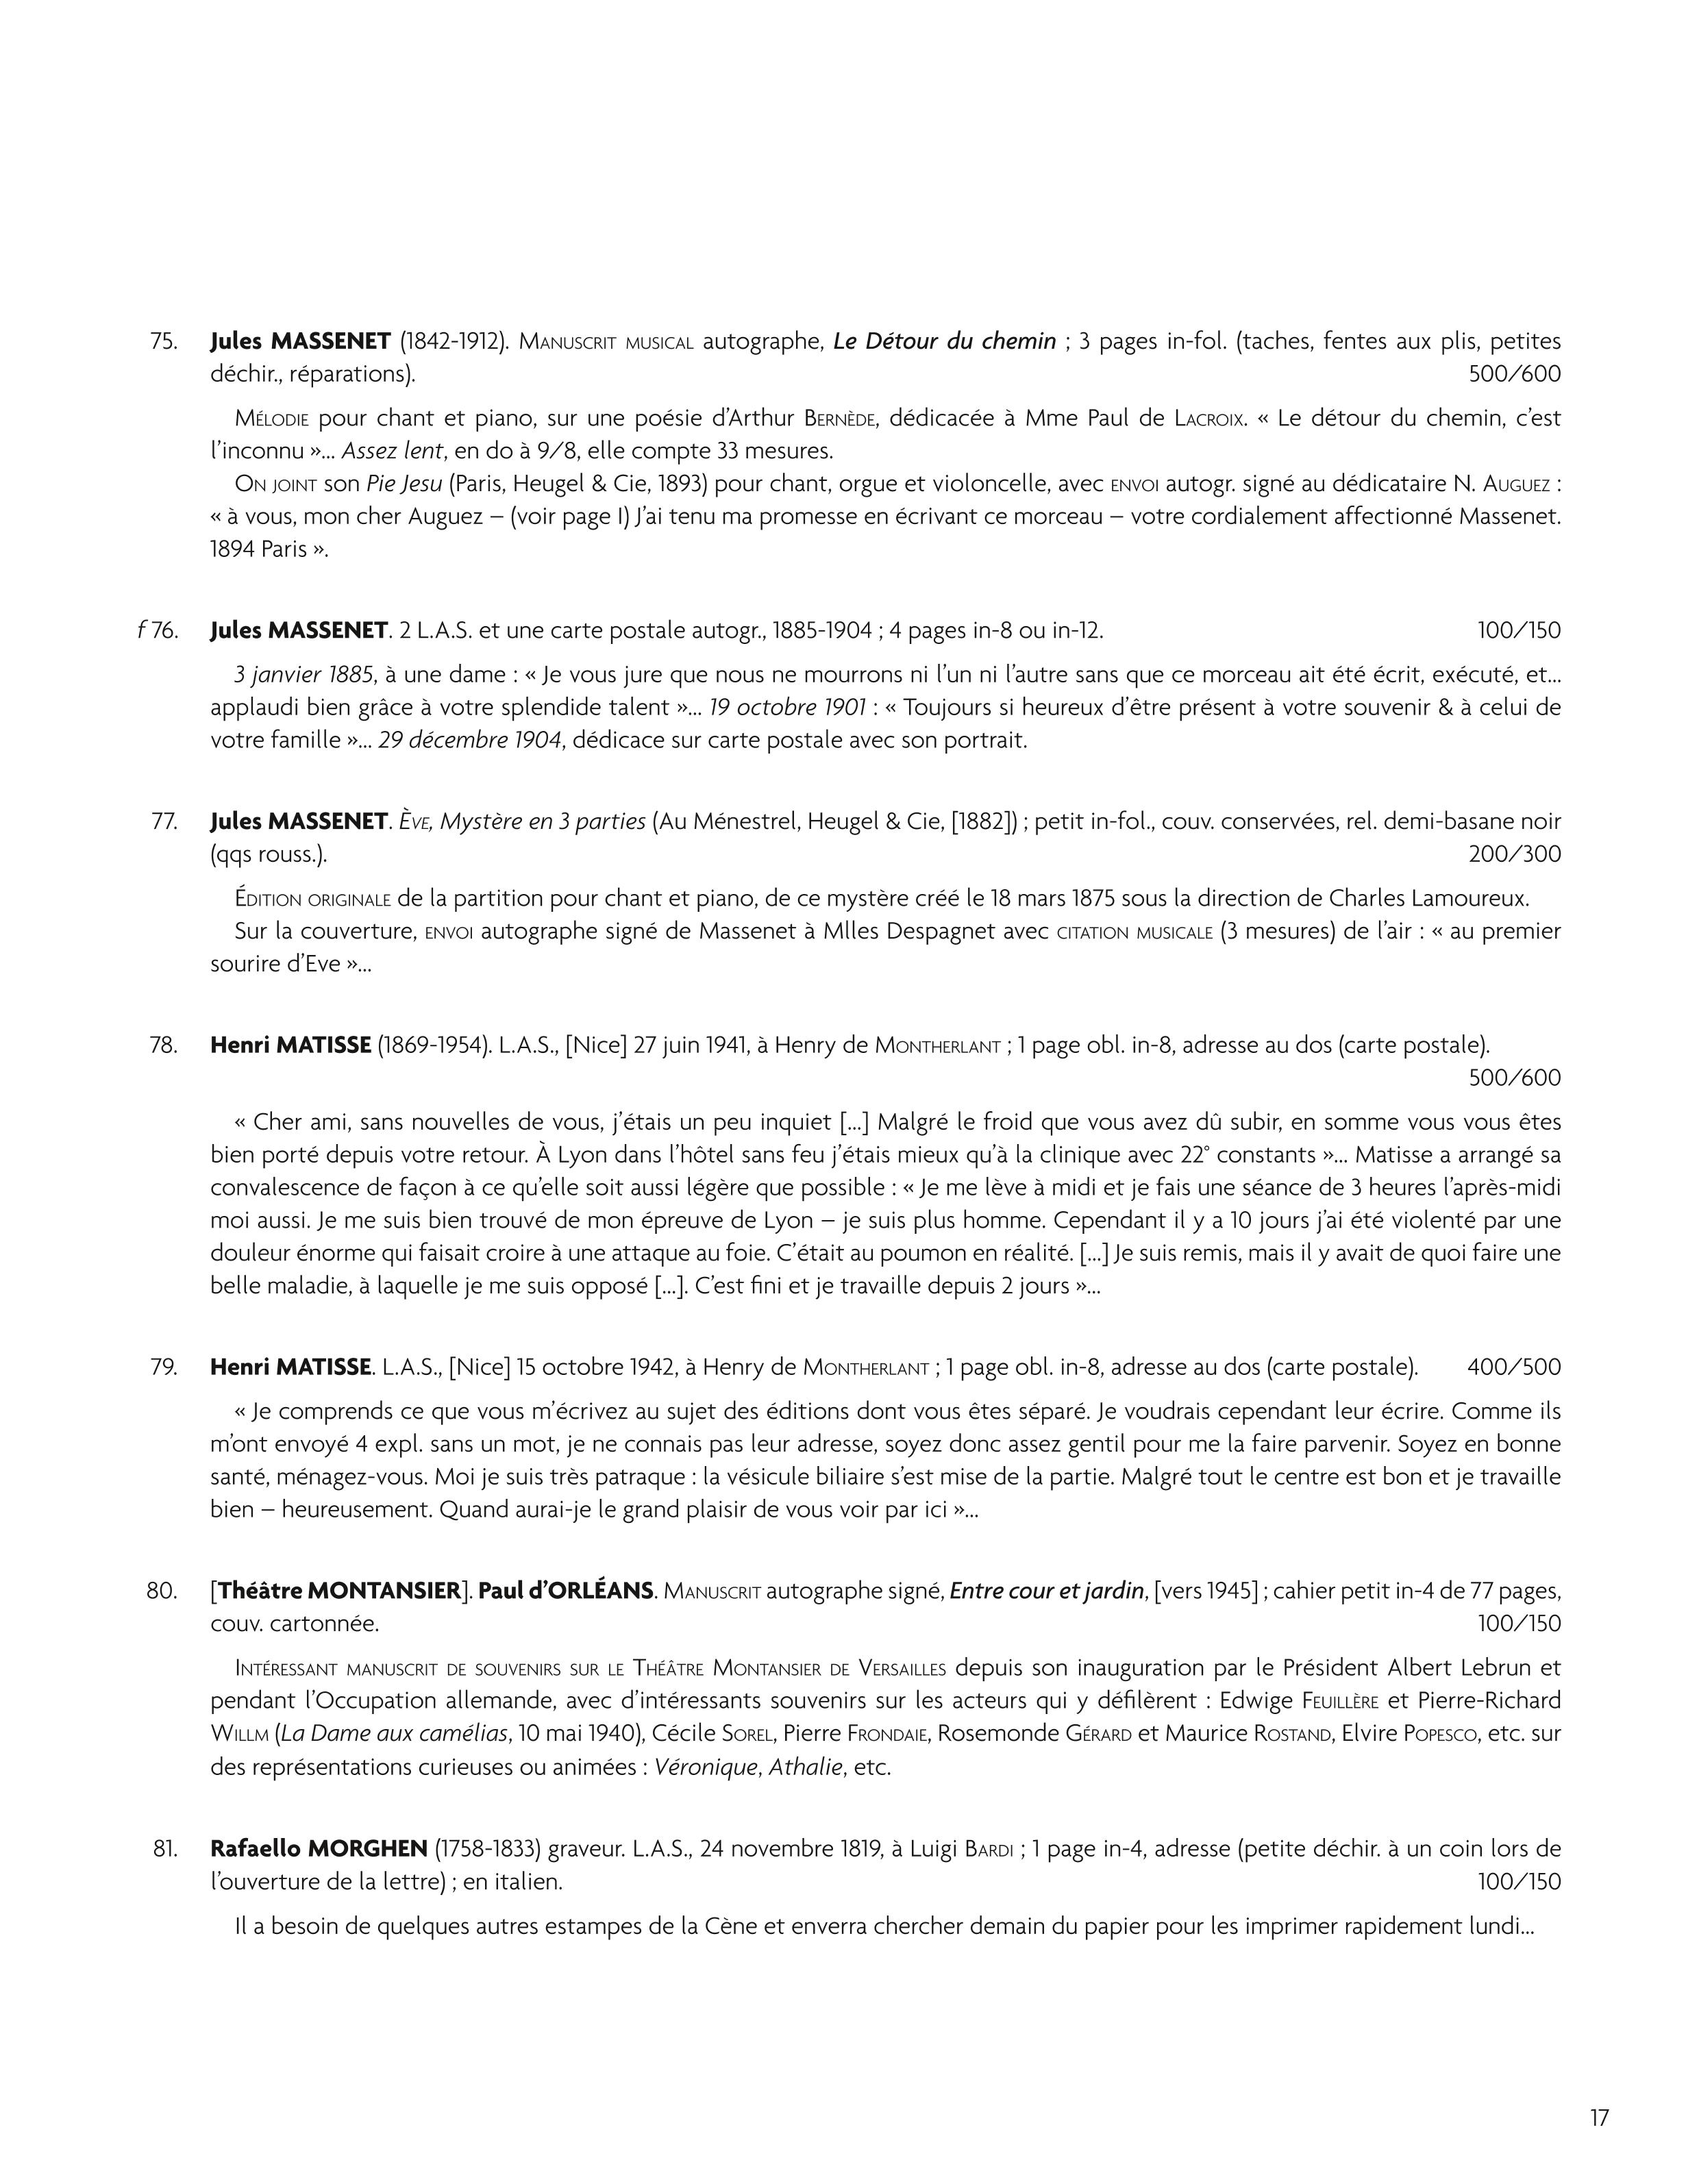 75. Jules MASSENET (1842-1912). MANUSCRIT MUSICAL autographe, Le Détour du chemin ; 3 pages in-fol. (taches, fentes aux plis, petites
déchir., réparations). 500/600
MÉLODIE pour chant et piano, sur une poésie d’Arthur BERNÈDE, dédicacée à Mme Paul de LACROIX. « Le détour du chemin, c’est
l’inconnu »... Assez lent, en do à 9/8, elle compte 33 mesures.
ON JOINT son Pie Jesu (Paris, Heugel & Cie, 1893) pour chant, orgue et violoncelle, avec ENVOI autogr. signé au dédicataire N. AUGUEZ :
« à vous, mon cher Auguez – (voir page I) J’ai tenu ma promesse en écrivant ce morceau – votre cordialement affectionné Massenet.
1894 Paris ».
f 76. Jules MASSENET. 2 L.A.S. et une carte postale autogr., 1885-1904 ; 4 pages in-8 ou in-12. 100/150
3 janvier 1885, à une dame : « Je vous jure que nous ne mourrons ni l’un ni l’autre sans que ce morceau ait été écrit, exécuté, et...
applaudi bien grâce à votre splendide talent »... 19 octobre 1901 : « Toujours si heureux d’être présent à votre souvenir & à celui de
votre famille »... 29 décembre 1904, dédicace sur carte postale avec son portrait.
77. Jules MASSENET. ÈVE, Mystère en 3 parties (Au Ménestrel, Heugel & Cie, [1882]) ; petit in-fol., couv. conservées, rel. demi-basane noir
(qqs rouss.). 200/300
ÉDITION ORIGINALE de la partition pour chant et piano, de ce mystère créé le 18 mars 1875 sous la direction de Charles Lamoureux.
Sur la couverture, ENVOI autographe signé de Massenet à Mlles Despagnet avec CITATION MUSICALE (3 mesures) de l’air : « au premier
sourire d’Eve »...
78. Henri MATISSE (1869-1954). L.A.S., [Nice] 27 juin 1941, à Henry de MONTHERLANT ; 1 page obl. in-8, adresse au dos (carte postale).
500/600
« Cher ami, sans nouvelles de vous, j’étais un peu inquiet [...] Malgré le froid que vous avez dû subir, en somme vous vous êtes
bien porté depuis votre retour. À Lyon dans l’hôtel sans feu j’étais mieux qu’à la clinique avec 22° constants »... Matisse a arrangé sa
convalescence de façon à ce qu’elle soit aussi légère que possible : « Je me lève à midi et je fais une séance de 3 heures l’après-midi
moi aussi. Je me suis bien trouvé de mon épreuve de Lyon – je suis plus homme. Cependant il y a 10 jours j’ai été violenté par une
douleur énorme qui faisait croire à une attaque au foie. C’était au poumon en réalité. [...] Je suis remis, mais il y avait de quoi faire une
belle maladie, à laquelle je me suis opposé [...]. C’est fini et je travaille depuis 2 jours »...
79. Henri MATISSE. L.A.S., [Nice] 15 octobre 1942, à Henry de MONTHERLANT ; 1 page obl. in-8, adresse au dos (carte postale). 400/500
« Je comprends ce que vous m’écrivez au sujet des éditions dont vous êtes séparé. Je voudrais cependant leur écrire. Comme ils
m’ont envoyé 4 expl. sans un mot, je ne connais pas leur adresse, soyez donc assez gentil pour me la faire parvenir. Soyez en bonne
santé, ménagez-vous. Moi je suis très patraque : la vésicule biliaire s’est mise de la partie. Malgré tout le centre est bon et je travaille
bien – heureusement. Quand aurai-je le grand plaisir de vous voir par ici »...
80. [Théâtre MONTANSIER]. Paul d’ORLÉANS. MANUSCRIT autographe signé, Entre cour et jardin, [vers 1945] ; cahier petit in-4 de 77 pages,
couv. cartonnée. 100/150
INTÉRESSANT MANUSCRIT DE SOUVENIRS SUR LE THÉÂTRE MONTANSIER DE VERSAILLES depuis son inauguration par le Président Albert Lebrun et
pendant l’Occupation allemande, avec d’intéressants souvenirs sur les acteurs qui y défilèrent : Edwige FEUILLÈRE et Pierre-Richard
WILLM (La Dame aux camélias, 10 mai 1940), Cécile SOREL, Pierre FRONDAIE, Rosemonde GÉRARD et Maurice ROSTAND, Elvire POPESCO, etc. sur
des représentations curieuses ou animées : Véronique, Athalie, etc.
81. Rafaello MORGHEN (1758-1833) graveur. L.A.S., 24 novembre 1819, à Luigi BARDI ; 1 page in-4, adresse (petite déchir. à un coin lors de
l’ouverture de la lettre) ; en italien. 100/150
Il a besoin de quelques autres estampes de la Cène et enverra chercher demain du papier pour les imprimer rapidement lundi...
17